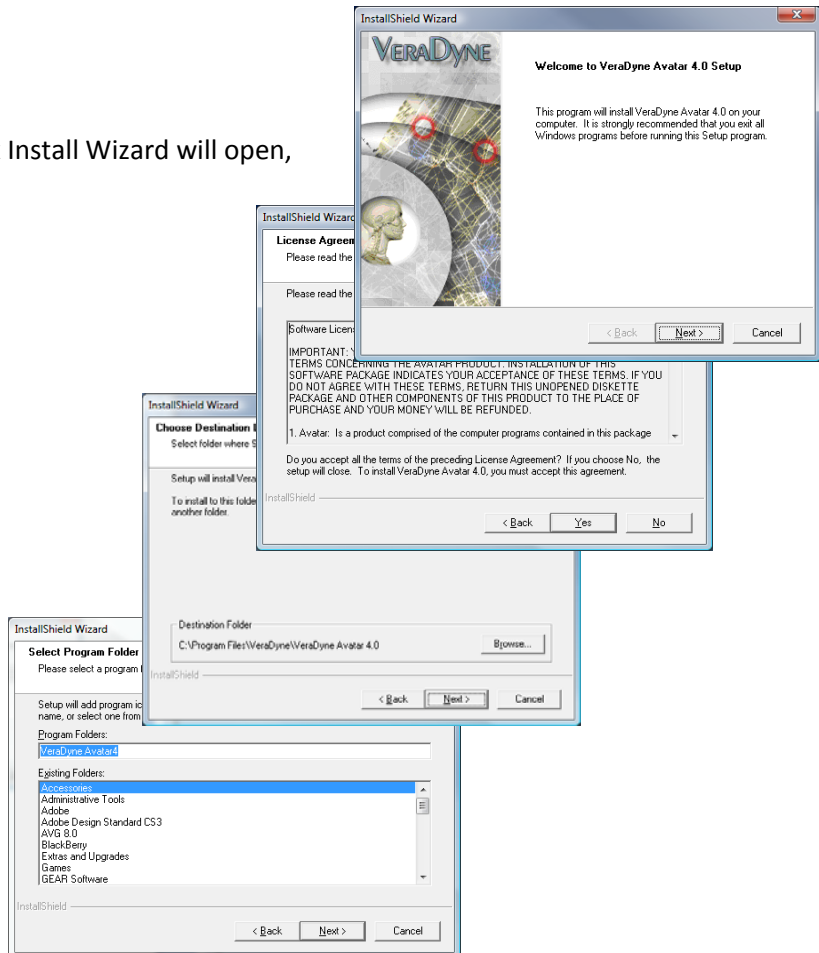 InstallShield Wizard
VERADYNE
Welcome to VeraDyne Avatar 4.0 Setup
This program will install VeraDyne Avatar 4.0 on your
computer. It is strongly recommended that you exit all
Windows programs before running this Setup program.
< Back Next > Cancel
Install Wizard will open,
InstallShield Wizard
License Agreem
Please read the
Please read the
Software Licens
IMPORTANT: Y
TERMS CONCERNING THE AVATAR PRODUCT. INSTALLATION OF THIS
SOFTWARE PACKAGE INDICATES YOUR ACCEPTANCE OF THESE TERMS. IF YOU
DO NOT AGREE WITH THESE TERMS, RETURN THIS UNOPENED DISKETTE
PACKAGE AND OTHER COMPONENTS OF THIS PRODUCT TO THE PLACE OF
PURCHASE AND YOUR MONEY WILL BE REFUNDED.
1. Avatar: Is a product comprised of the computer programs contained in this package
Do you accept all the terms of the preceding License Agreement? If you choose No, the
setup will close. To install VeraDyne Avatar 4.0, you must accept this agreement.
InstallShield
< Back Yes No
InstallShield Wizard
Choose Destination
Select folder where S
Setup will install Vera
To install to this folde
another folder.
Destination Folder
C:\Program Files\VeraDyne\VeraDyne Avatar 4.0 Browse...
InstallShield
< Back Next > Cancel
InstallShield Wizard
Select Program Folder
Please select a program
Setup will add program ic
name, or select one from
Program Folders:
VeraDyne Avatar4
Existing Folders:
Accessories
Administrative Tools
Adobe
Adobe Design Standard CS3
AVG 8.0
BlackBerry
Extras and Upgrades
Games
GEAR Software
InstallShield
< Back Next > Cancel